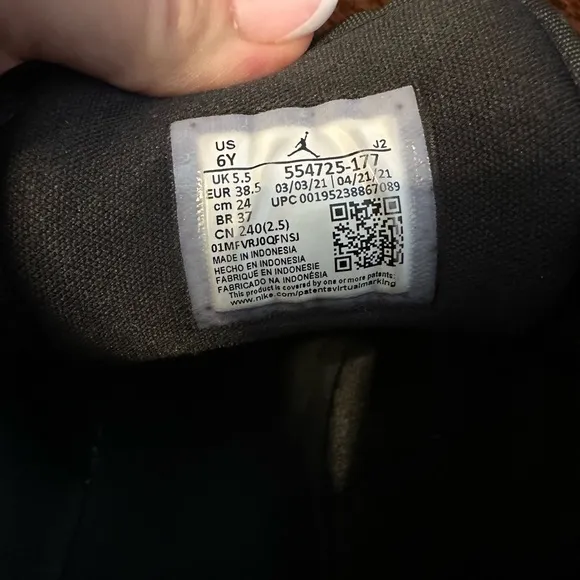 US
6Y
J2
554725-177
03/03/21 04/21/21
UPC 00195238867089
UK 5.5
EUR 38.5
cm 24
BR 37
CN 240(2.5)
01MFVRJ0QFNSJ
MADE IN INDONESIA
HECHO EN INDONESIA
FABRIQUE EN INDONESIE
FABRICADO NA INDONÉSIA
This product is covered by one or more patents:
www.nike.com/patentsvirtualmarking